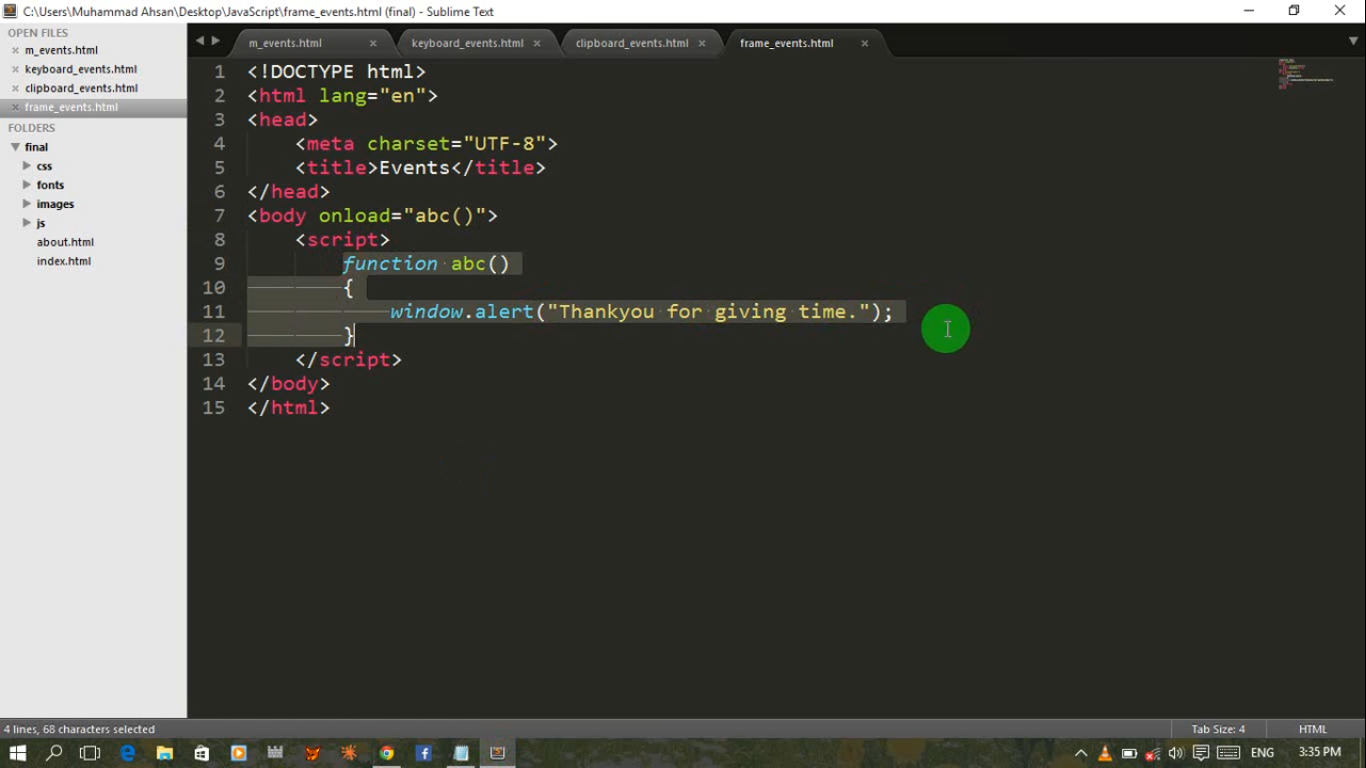 C:\Users\Muhammad Ahsan\Desktop\JavaScript\frame_events.html (final) - Sublime Text
OPEN FILES
m_events.html
keyboard_events.html
clipboard_events.html
frame_events.html
FOLDERS
final
css
fonts
images
js
about.html
index.html
m_events.html keyboard_events.html clipboard_events.html frame_events.html
1 <!DOCTYPE html>
2 <html lang="en">
3 <head>
4 <meta charset="UTF-8">
5 <title>Events</title>
6 </head>
7 <body onload="abc()">
8 <script>
9 function abc()
10 {
11 window.alert("Thankyou for giving time.");
12 }
13 </script>
14 </body>
15 </html>
4 lines, 68 characters selected
Tab Size: 4 HTML
ENG 3:35 PM